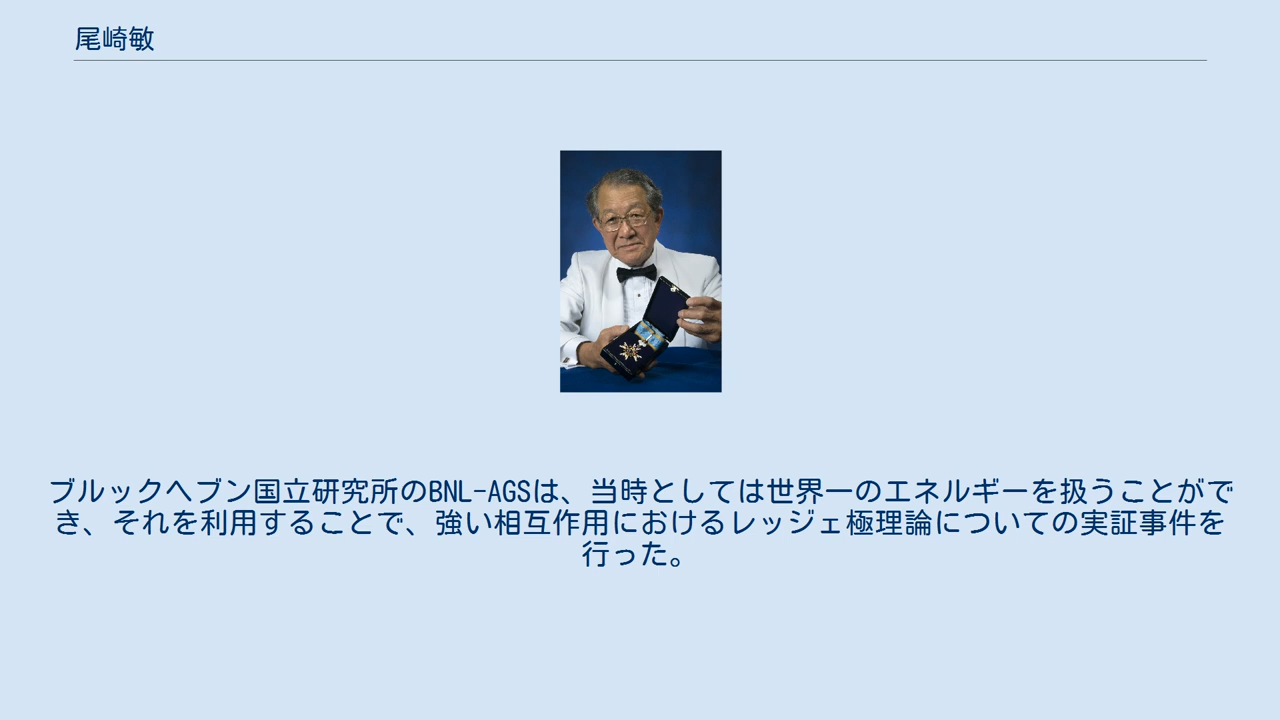 尾崎敏
ブルックヘブン国立研究所のBNL-AGSは、当時としては世界一のエネルギーを扱うことがで
き、それを利用することで、強い相互作用におけるレッジェ極理論についての実証事件を
行った。